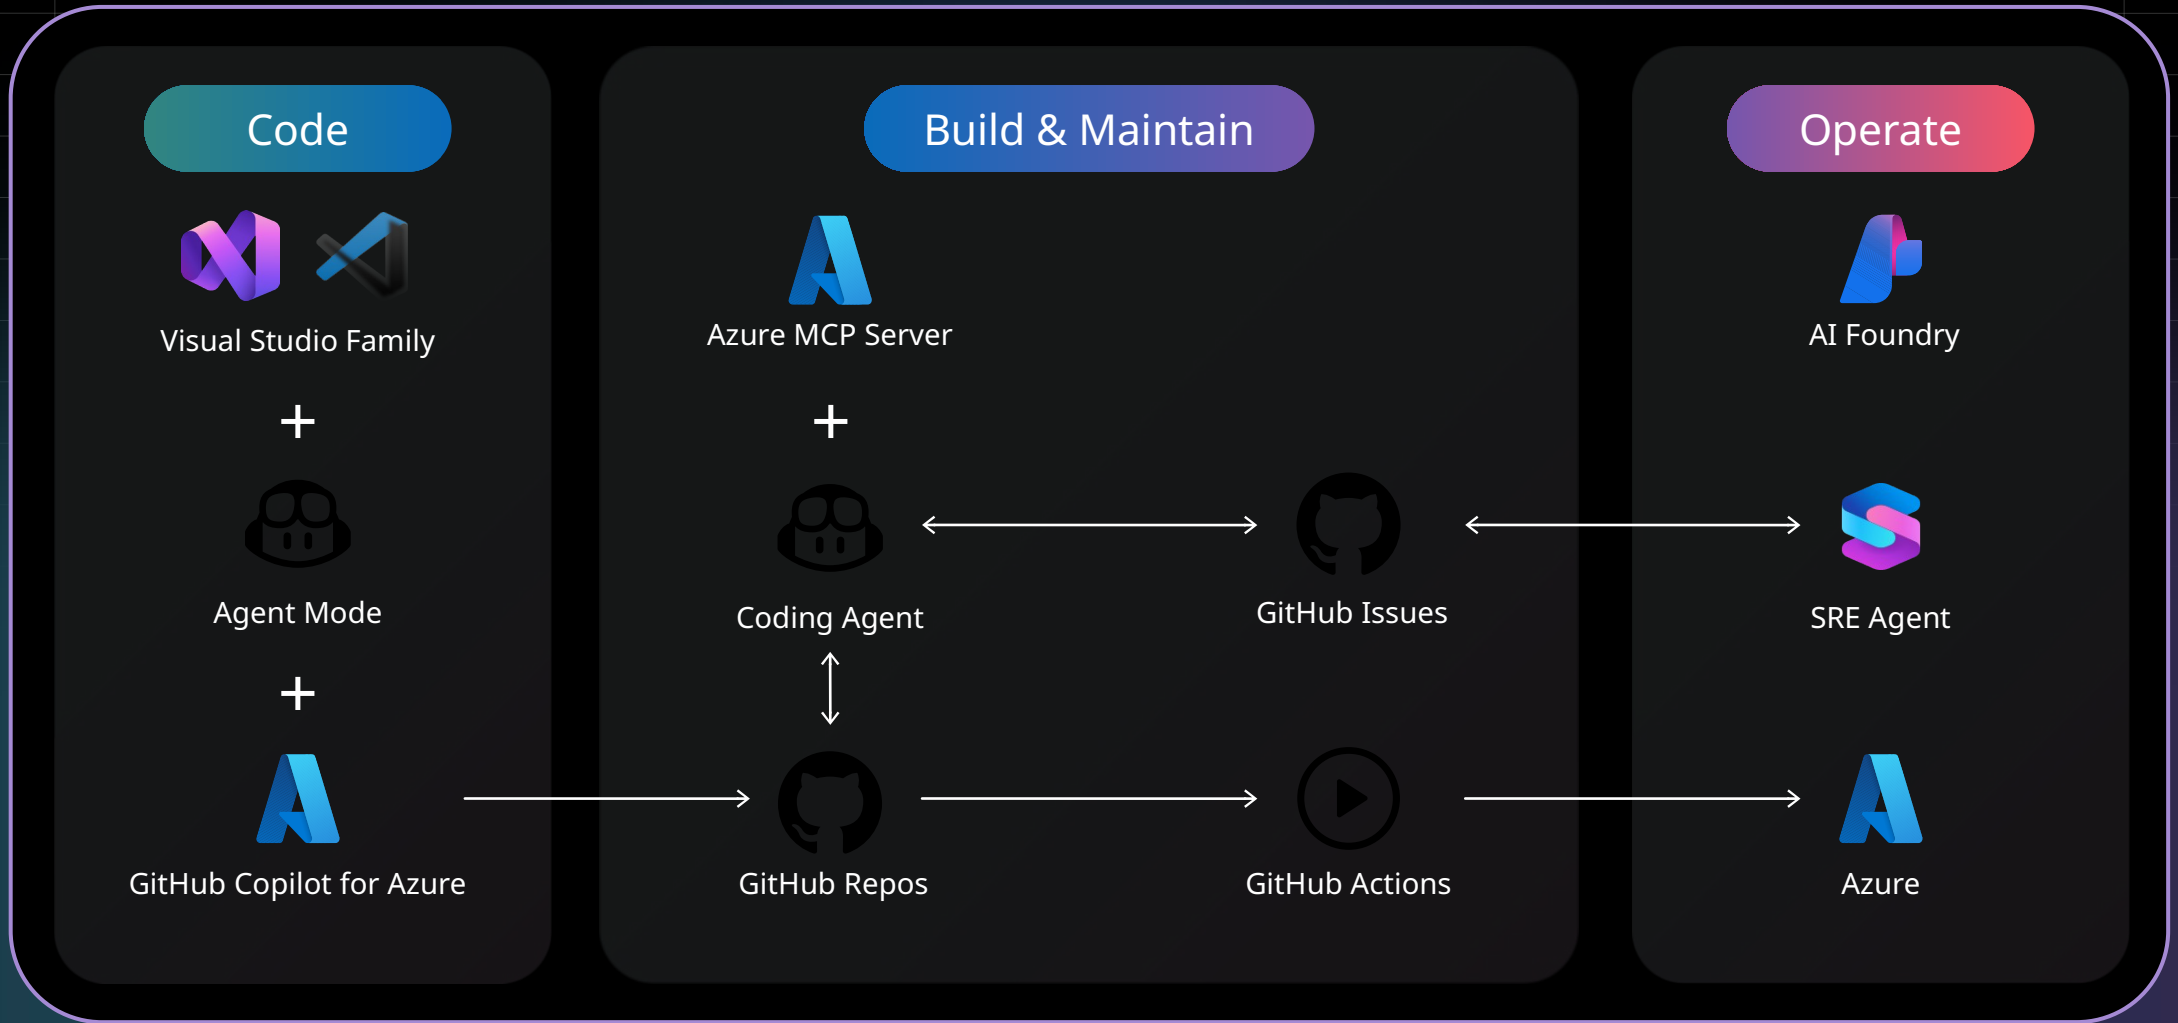 Code
Visual Studio Family
+
Agent Mode
+
GitHub Copilot for Azure
Build & Maintain
Azure MCP Server
+
Coding Agent
GitHub Issues
GitHub Repos
GitHub Actions
Operate
AI Foundry
SRE Agent
Azure